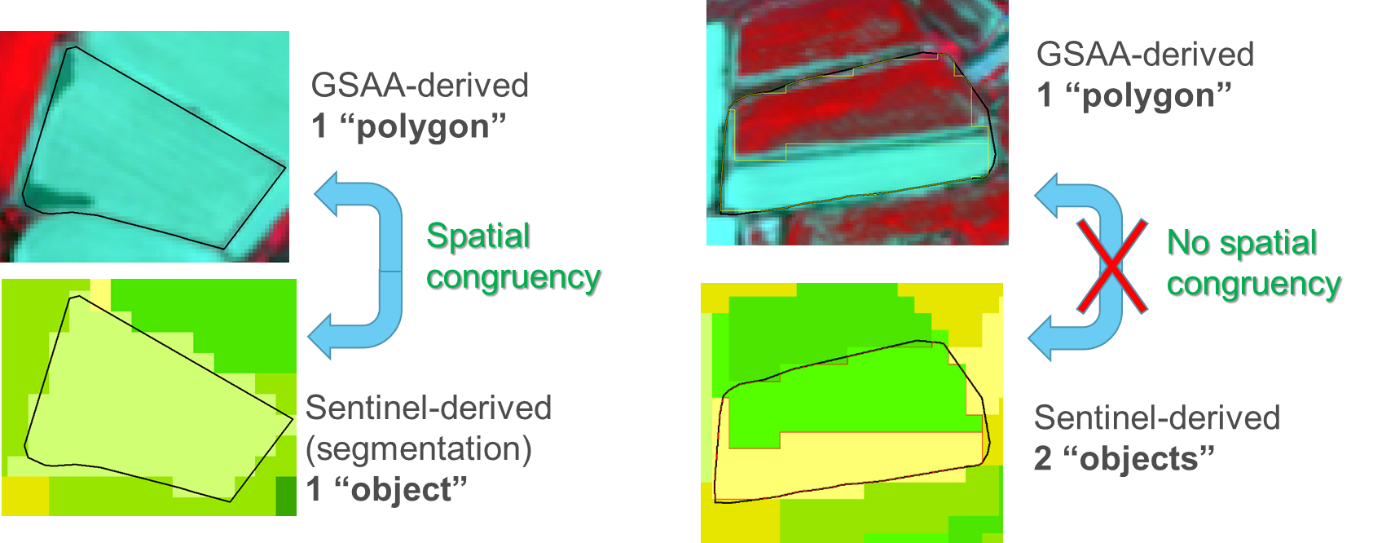 GSAA-derived
1 “polygon”
Spatial
congruency
Sentinel-derived
(segmentation)
1 “object”
GSAA-derived
1 “polygon”
No spatial
congruency
Sentinel-derived
2 “objects”